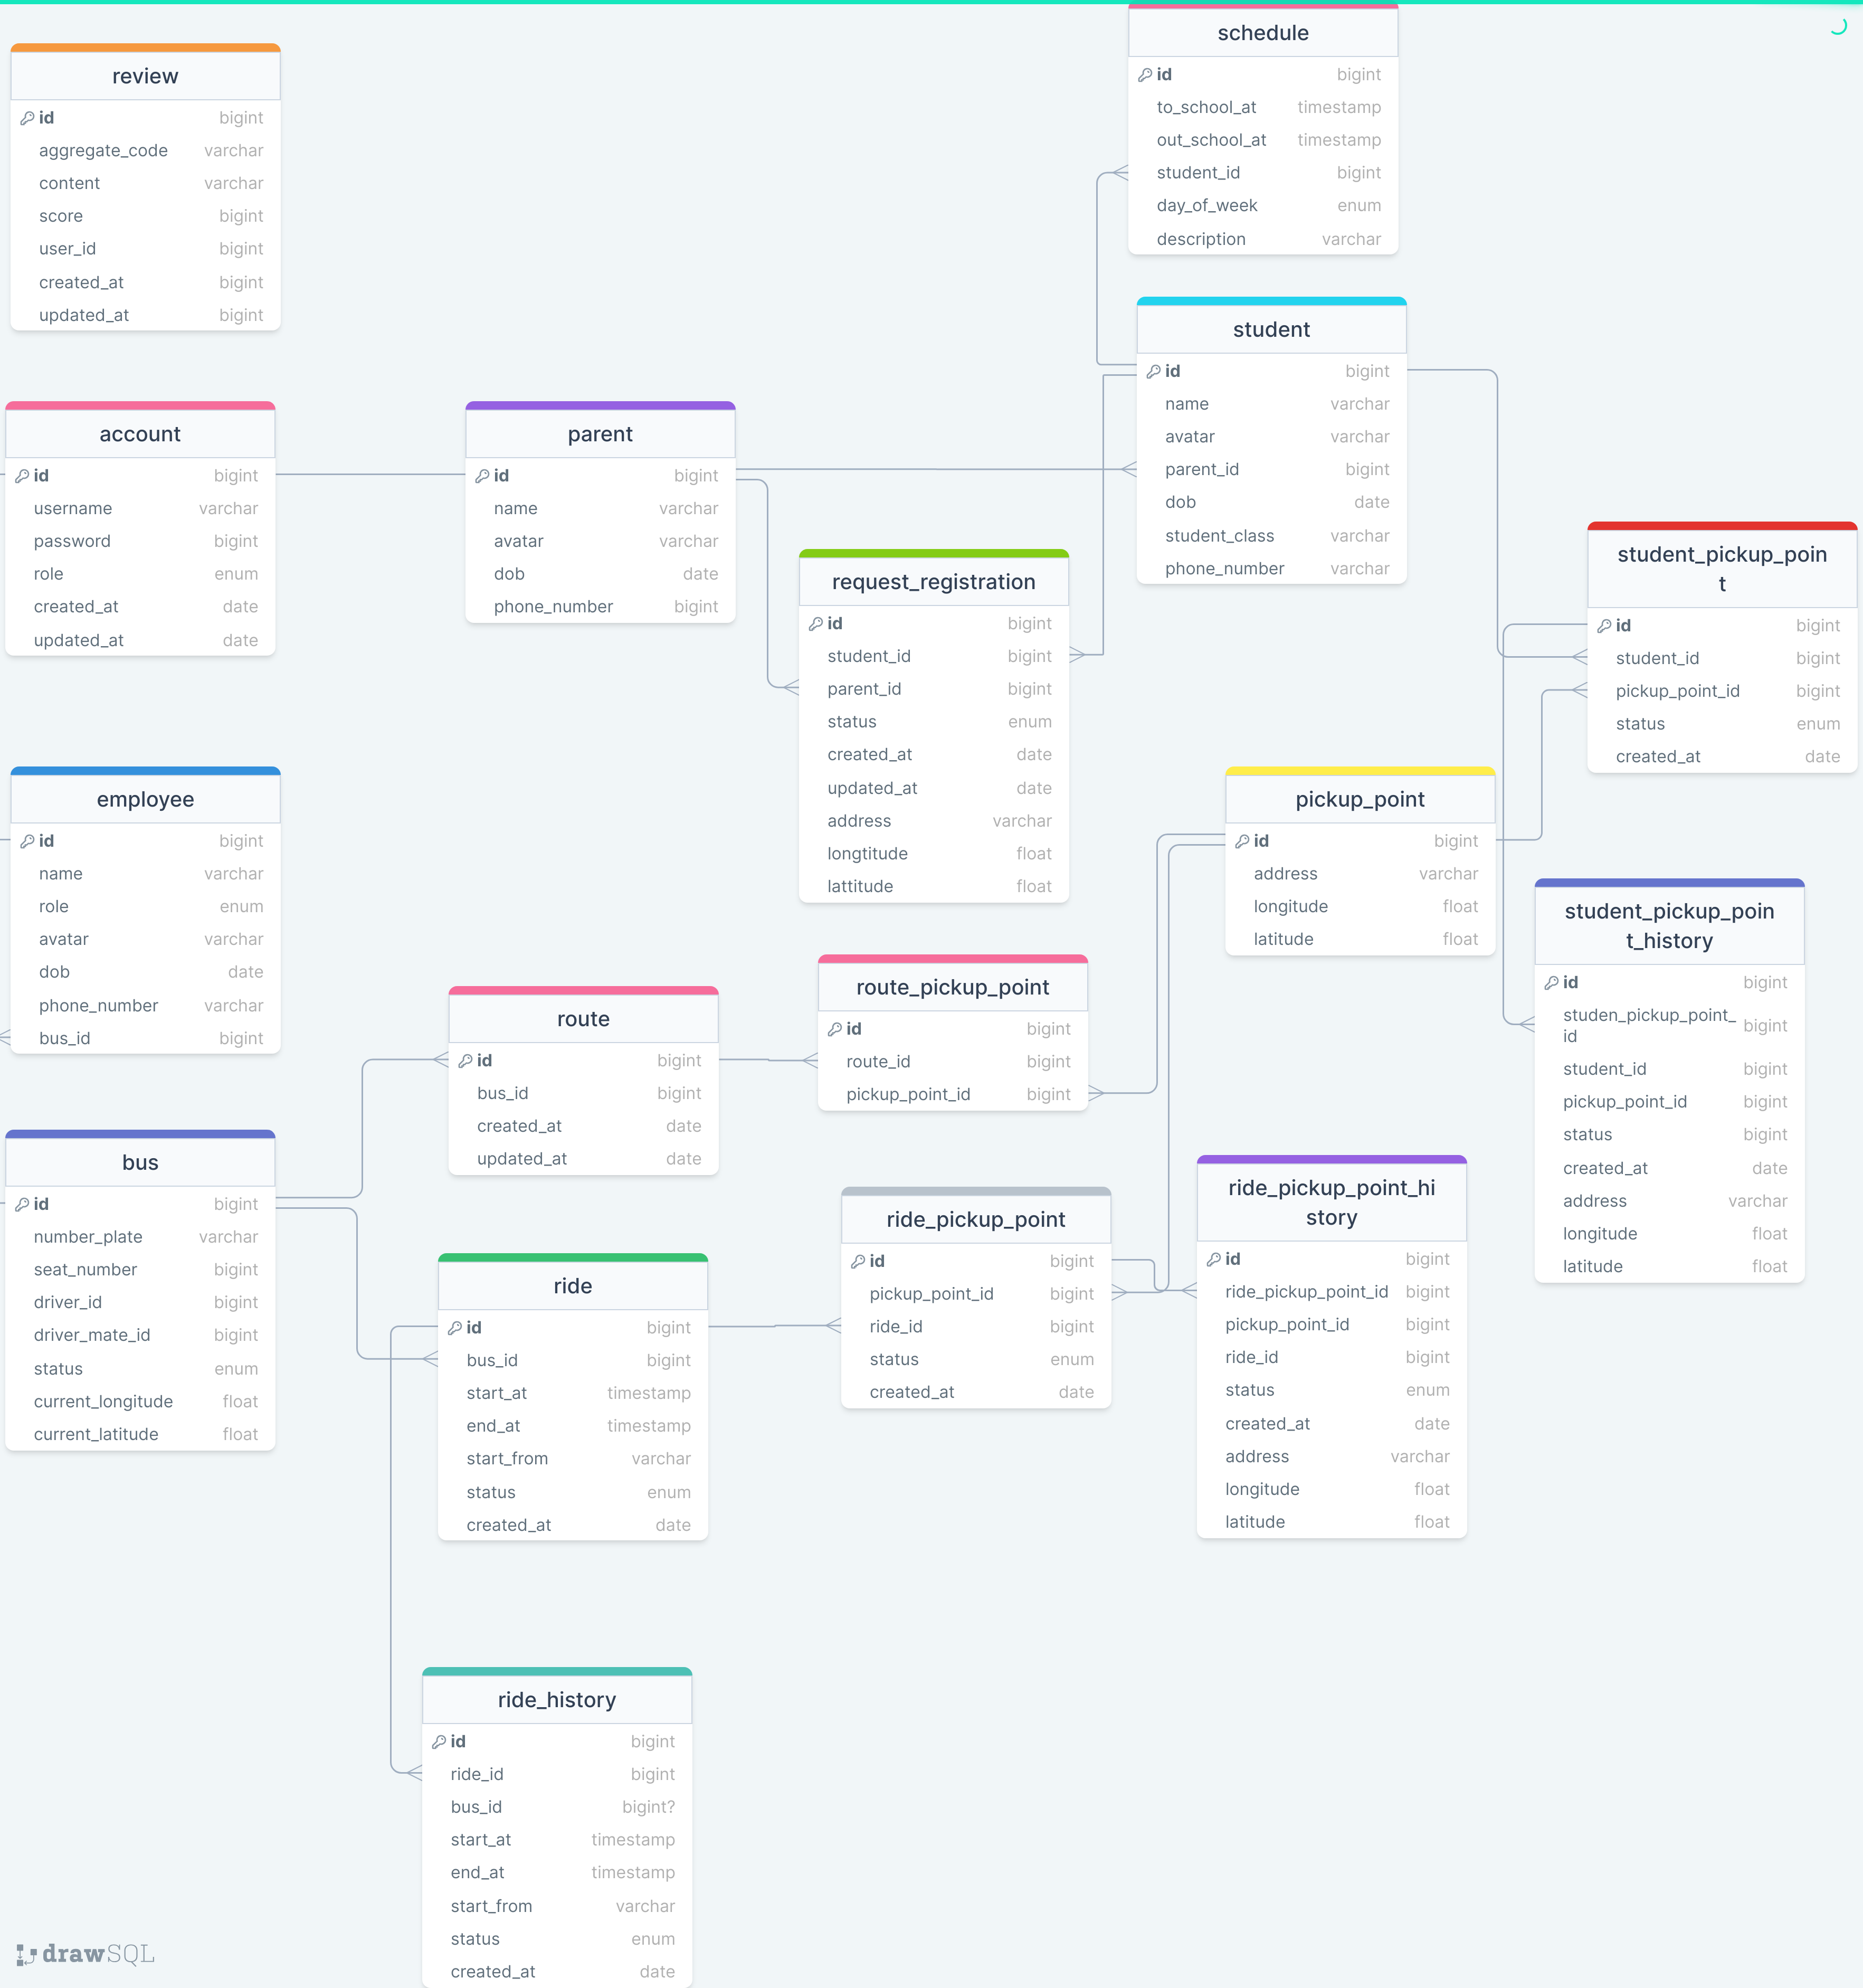 review
id bigint
aggregate_code varchar
content varchar
score bigint
user_id bigint
created_at bigint
updated_at bigint
schedule
id bigint
to_school_at timestamp
out_school_at timestamp
student_id bigint
day_of_week enum
description varchar
student
id bigint
name varchar
avatar varchar
parent_id bigint
dob date
student_class varchar
phone_number varchar
account
id bigint
username varchar
password bigint
role enum
created_at date
updated_at date
parent
id bigint
name varchar
avatar varchar
dob date
phone_number bigint
request_registration
id bigint
student_id bigint
parent_id bigint
status enum
created_at date
updated_at date
address varchar
longtitude float
lattitude float
student_pickup_poin
t
id bigint
student_id bigint
pickup_point_id bigint
status enum
created_at date
employee
id bigint
name varchar
role enum
avatar varchar
dob date
phone_number varchar
bus_id bigint
pickup_point
id bigint
address varchar
longitude float
latitude float
student_pickup_poin
t_history
id bigint
studen_pickup_point_
id bigint
student_id bigint
pickup_point_id bigint
status bigint
created_at date
address varchar
longitude float
latitude float
route
id bigint
bus_id bigint
created_at date
updated_at date
route_pickup_point
id bigint
route_id bigint
pickup_point_id bigint
bus
id bigint
number_plate varchar
seat_number bigint
driver_id bigint
driver_mate_id bigint
status enum
current_longitude float
current_latitude float
ride
id bigint
bus_id bigint
start_at timestamp
end_at timestamp
start_from varchar
status enum
created_at date
ride_pickup_point
id bigint
pickup_point_id bigint
ride_id bigint
status enum
created_at date
ride_pickup_point_hi
story
id bigint
ride_pickup_point_id bigint
pickup_point_id bigint
ride_id bigint
status enum
created_at date
address varchar
longitude float
latitude float
ride_history
id bigint
ride_id bigint
bus_id bigint?
start_at timestamp
end_at timestamp
start_from varchar
status enum
created_at date
drawSQL